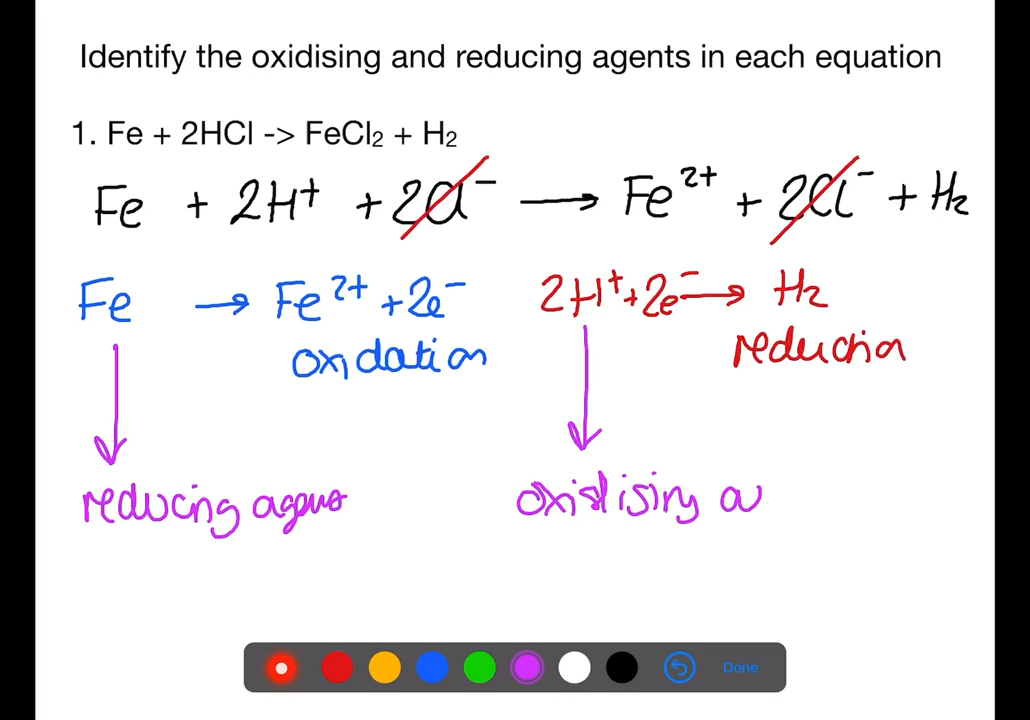 Identify the oxidising and reducing agents in each equation
1. Fe + 2HCl -> FeCl₂ + H₂
Fe + 2H⁺ + 2Cl⁻ → Fe²⁺ + 2Cl⁻ + H₂
Fe → Fe²⁺ + 2e⁻ 2H⁺ + 2e⁻ → H₂
oxidation reduction
reducing agent oxidising a
Done